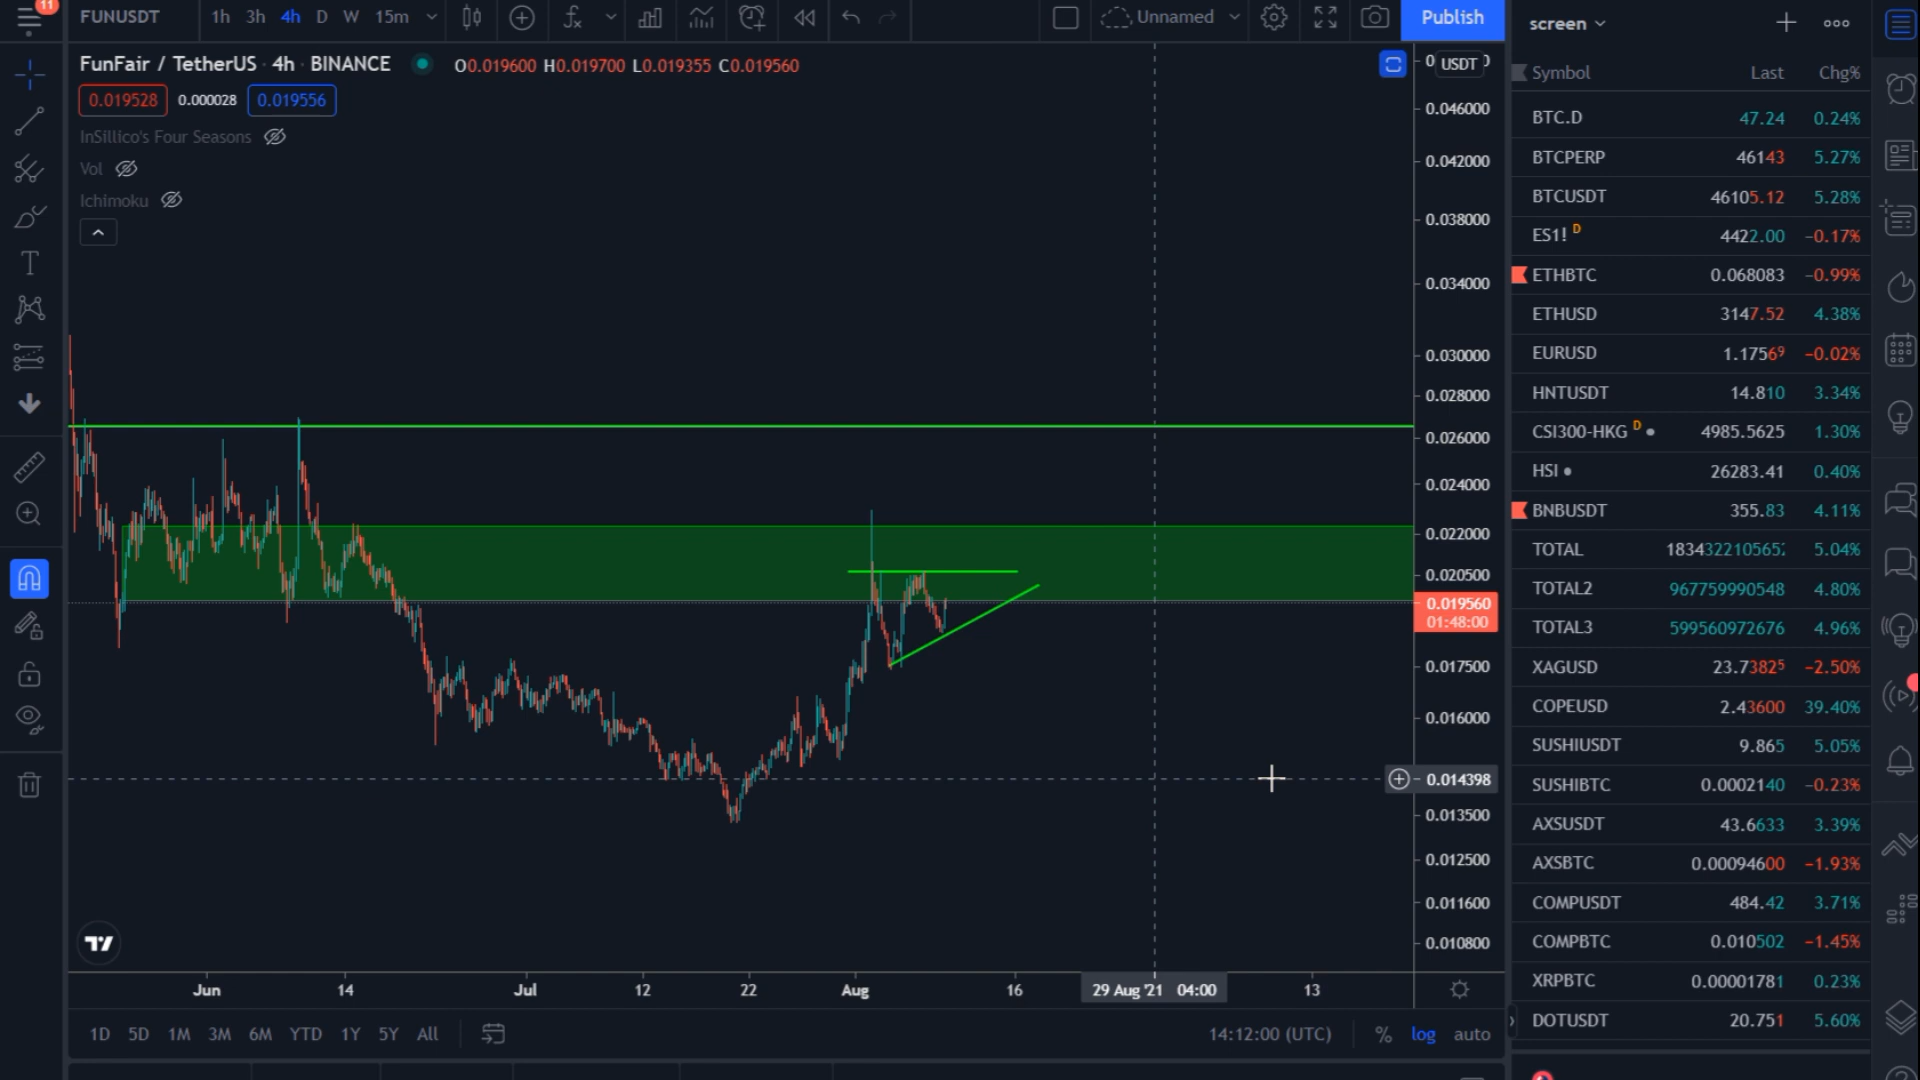 11
FUNUSDT 1h 3h 4h D W 15m Unnamed Publish
FunFair / TetherUS · 4h · BINANCE O0.019600 H0.019700 L0.019355 C0.019560
0.019528 0.000028 0.019556
InSillico's Four Seasons
Vol
Ichimoku
USDT
0.046000
0.042000
0.038000
0.034000
0.030000
0.028000
0.026000
0.024000
0.022000
0.020500
0.019560
01:48:00
0.017500
0.016000
0.014398
0.013500
0.012500
0.011600
0.010800
Jun 14 Jul 12 22 Aug 16 29 Aug '21 04:00 13
1D 5D 1M 3M 6M YTD 1Y 5Y All 14:12:00 (UTC) % log auto
screen
Symbol Last Chg%
BTC.D 47.24 0.24%
BTCPERP 46143 5.27%
BTCUSDT 46105.12 5.28%
ES1! D 4422.00 −0.17%
ETHBTC 0.068083 −0.99%
ETHUSD 3147.52 4.38%
EURUSD 1.17569 −0.02%
HNTUSDT 14.810 3.34%
CSI300-HKG D 4985.5625 1.30%
HSI 26283.41 0.40%
BNBUSDT 355.83 4.11%
TOTAL 1834322105652 5.04%
TOTAL2 967759990548 4.80%
TOTAL3 599560972676 4.96%
XAGUSD 23.73825 −2.50%
COPEUSD 2.43600 39.40%
SUSHIUSDT 9.865 5.05%
SUSHIBTC 0.0002140 −0.23%
AXSUSDT 43.6633 3.39%
AXSBTC 0.00094600 −1.93%
COMPUSDT 484.42 3.71%
COMPBTC 0.010502 −1.45%
XRPBTC 0.00001781 0.23%
DOTUSDT 20.751 5.60%